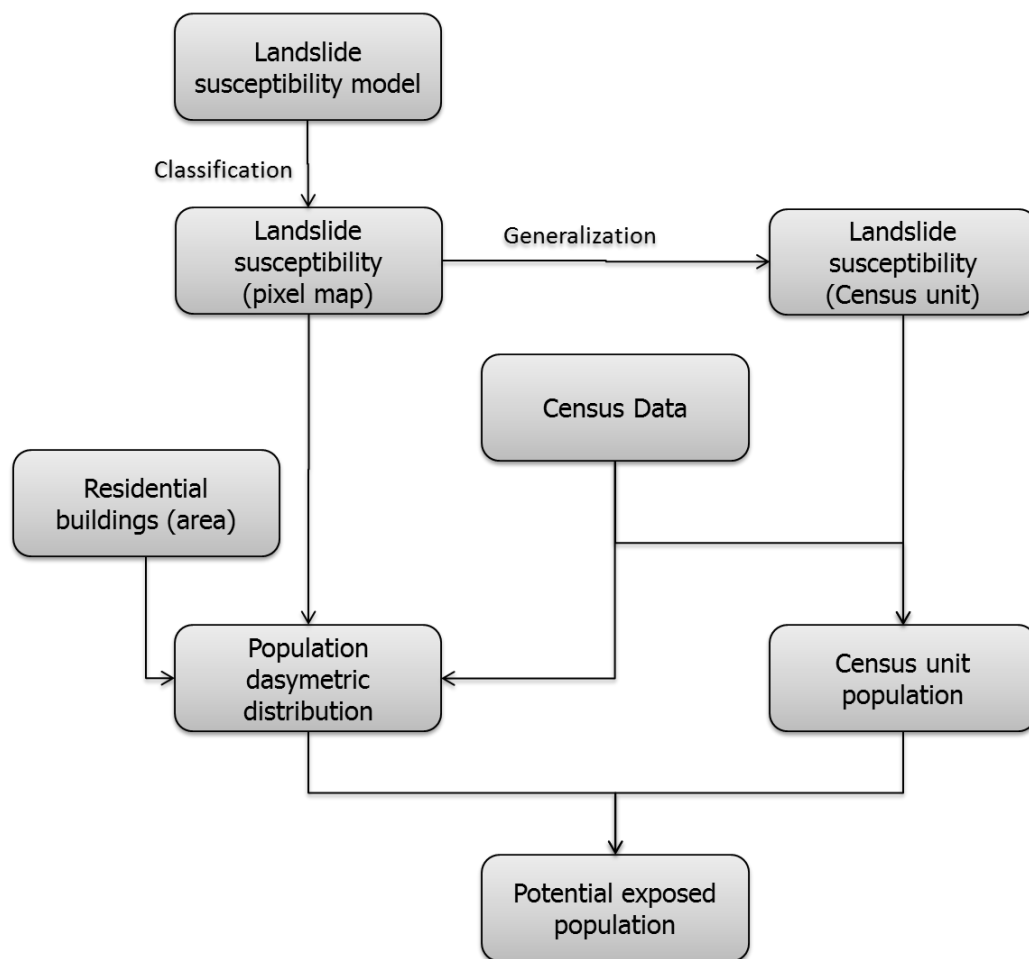 Landslide
susceptibility model
Classification
Landslide
susceptibility
(pixel map)
Generalization
Landslide
susceptibility
(Census unit)
Census Data
Residential
buildings (area)
Population
dasymetric
distribution
Census unit
population
Potential exposed
population